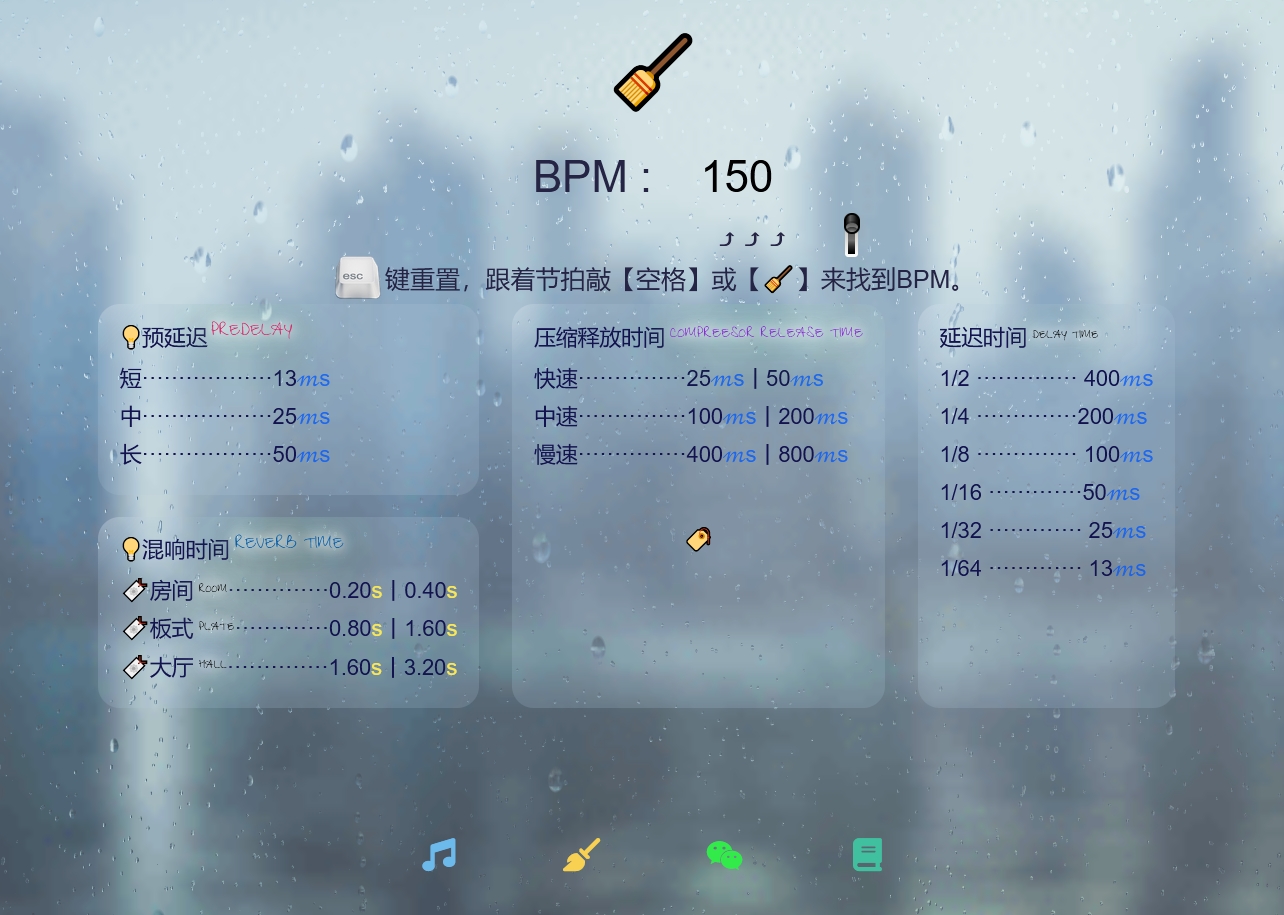 BPM : 150
esc 键重置，跟着节拍敲【空格】或【】来找到BPM。
预延迟 PREDELAY
短·················13ms
中·················25ms
长·················50ms
混响时间 REVERB TIME
房间 ROOM·············0.20s | 0.40s
板式 PLATE·············0.80s | 1.60s
大厅 HALL·············1.60s | 3.20s
压缩释放时间 COMPREESOR RELEASE TIME
快速··············25ms | 50ms
中速··············100ms | 200ms
慢速··············400ms | 800ms
延迟时间 DELAY TIME
1/2 ············· 400ms
1/4 ·············200ms
1/8 ············· 100ms
1/16 ············50ms
1/32 ············ 25ms
1/64 ············ 13ms